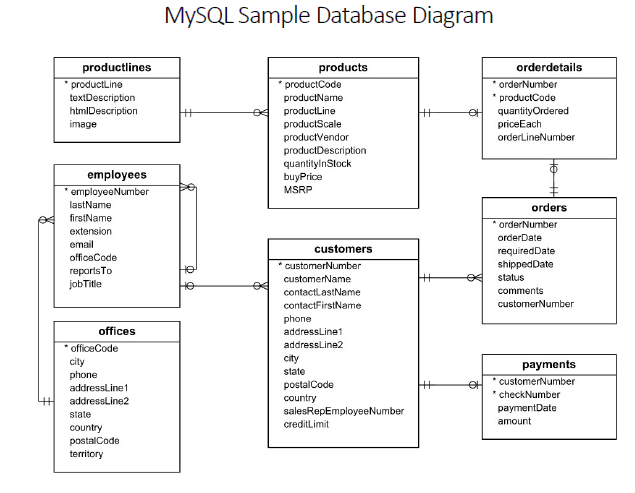 MySQL Sample Database Diagram
productlines
* productLine
textDescription
htmlDescription
image
products
* productCode
productName
productLine
productScale
productVendor
productDescription
quantityInStock
buyPrice
MSRP
orderdetails
* orderNumber
* productCode
quantityOrdered
priceEach
orderLineNumber
employees
* employeeNumber
lastName
firstName
extension
email
officeCode
reportsTo
jobTitle
customers
* customerNumber
customerName
contactLastName
contactFirstName
phone
addressLine1
addressLine2
city
state
postalCode
country
salesRepEmployeeNumber
creditLimit
orders
* orderNumber
orderDate
requiredDate
shippedDate
status
comments
customerNumber
offices
* officeCode
city
phone
addressLine1
addressLine2
state
country
postalCode
territory
payments
* customerNumber
* checkNumber
paymentDate
amount